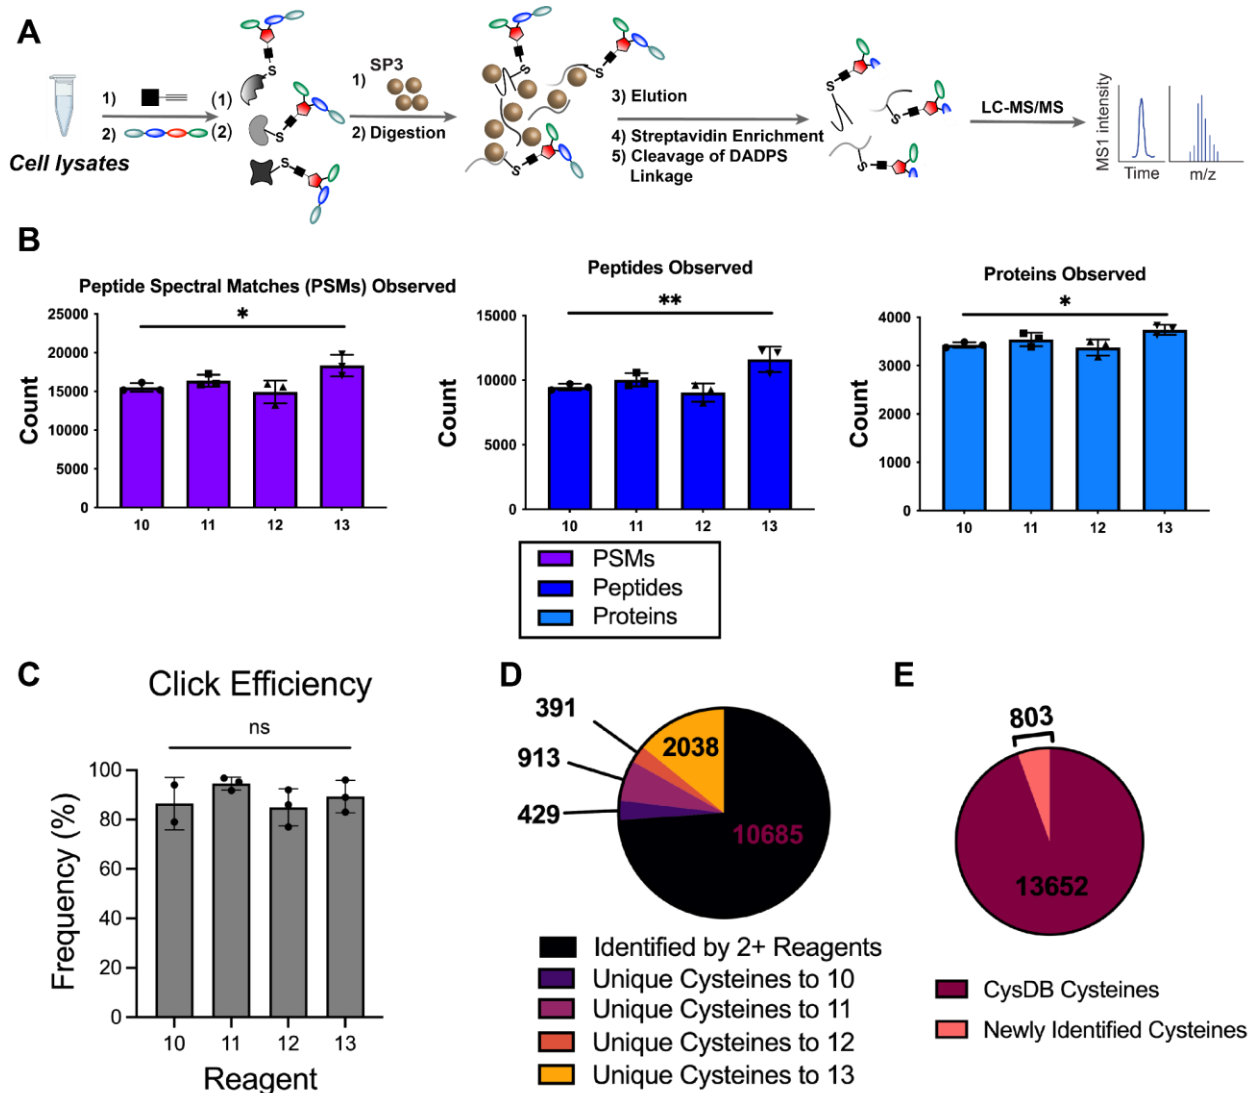 A
Cell lysates
1)
2)
(1)
(2)
S
S
S
SP3
1)
2) Digestion
S
S
S
3) Elution
4) Streptavidin Enrichment
5) Cleavage of DADPS
Linkage
S
S
S
LC-MS/MS
MS1 intensity
Time
m/z
B
Peptide Spectral Matches (PSMs) Observed
*
Count
25000
20000
15000
10000
5000
0
10 11 12 13
Peptides Observed
**
Count
15000
10000
5000
0
10 11 12 13
Proteins Observed
*
Count
4000
3000
2000
1000
0
10 11 12 13
PSMs
Peptides
Proteins
C
Click Efficiency
ns
Frequency (%)
100
80
60
40
20
0
10 11 12 13
Reagent
D
391
913
429
2038
10685
Identified by 2+ Reagents
Unique Cysteines to 10
Unique Cysteines to 11
Unique Cysteines to 12
Unique Cysteines to 13
E
803
13652
CysDB Cysteines
Newly Identified Cysteines